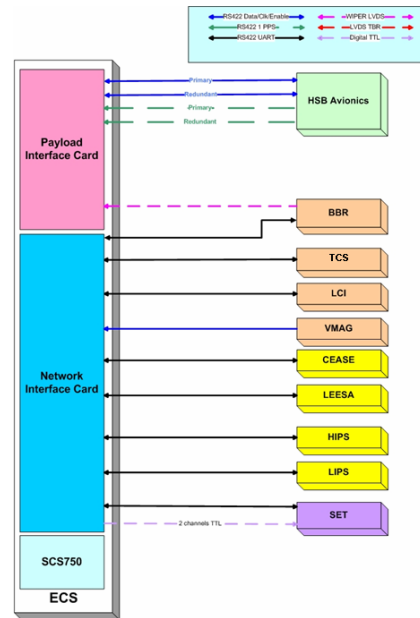 RS422 Data/Clk/Enable
WIPER LVDS
RS422 1 PPS
LVDS TBR
RS422 UART
Digital TTL
Primary
Redundant
Primary
Redundant
HSB Avionics
Payload
Interface Card
BBR
TCS
LCI
VMAG
Network
Interface Card
CEASE
LEESA
HIPS
LIPS
SET
2 channels TTL
SCS750
ECS